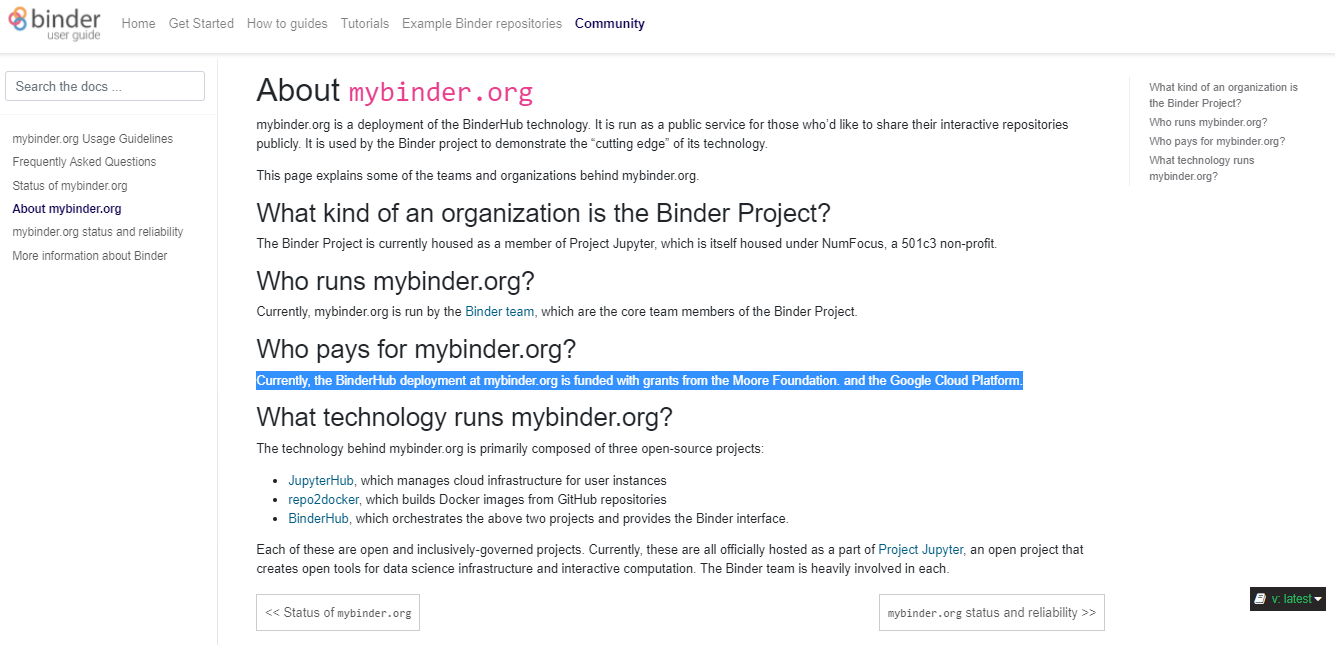 binder
user guide
Home Get Started How to guides Tutorials Example Binder repositories Community
Search the docs ...
mybinder.org Usage Guidelines
Frequently Asked Questions
Status of mybinder.org
About mybinder.org
mybinder.org status and reliability
More information about Binder
About mybinder.org
mybinder.org is a deployment of the BinderHub technology. It is run as a public service for those who’d like to share their interactive repositories
publicly. It is used by the Binder project to demonstrate the “cutting edge” of its technology.
This page explains some of the teams and organizations behind mybinder.org.
What kind of an organization is the Binder Project?
The Binder Project is currently housed as a member of Project Jupyter, which is itself housed under NumFocus, a 501c3 non-profit.
Who runs mybinder.org?
Currently, mybinder.org is run by the Binder team, which are the core team members of the Binder Project.
Who pays for mybinder.org?
Currently, the BinderHub deployment at mybinder.org is funded with grants from the Moore Foundation. and the Google Cloud Platform.
What technology runs mybinder.org?
The technology behind mybinder.org is primarily composed of three open-source projects:
• JupyterHub, which manages cloud infrastructure for user instances
• repo2docker, which builds Docker images from GitHub repositories
• BinderHub, which orchestrates the above two projects and provides the Binder interface.
Each of these are open and inclusively-governed projects. Currently, these are all officially hosted as a part of Project Jupyter, an open project that
creates open tools for data science infrastructure and interactive computation. The Binder team is heavily involved in each.
<< Status of mybinder.org
mybinder.org status and reliability >>
What kind of an organization is
the Binder Project?
Who runs mybinder.org?
Who pays for mybinder.org?
What technology runs
mybinder.org?
v: latest